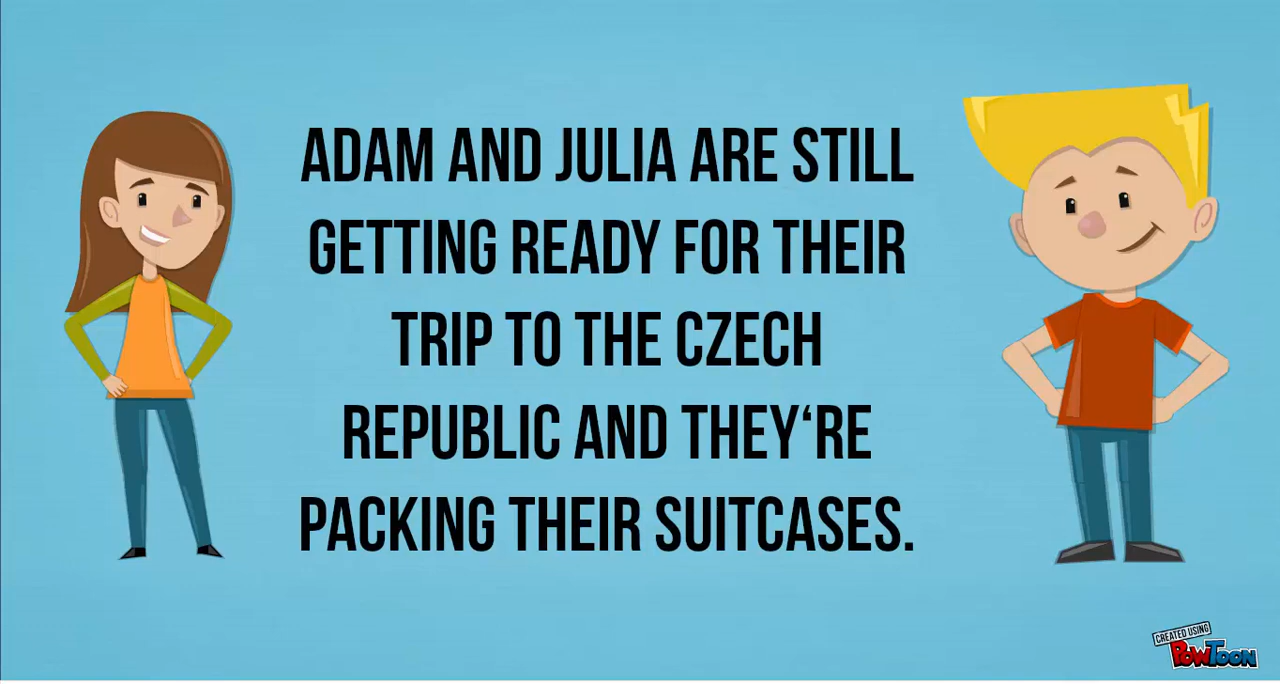 ADAM AND JULIA ARE STILL
GETTING READY FOR THEIR
TRIP TO THE CZECH
REPUBLIC AND THEY‘RE
PACKING THEIR SUITCASES.
CREATED USING
POWTOON